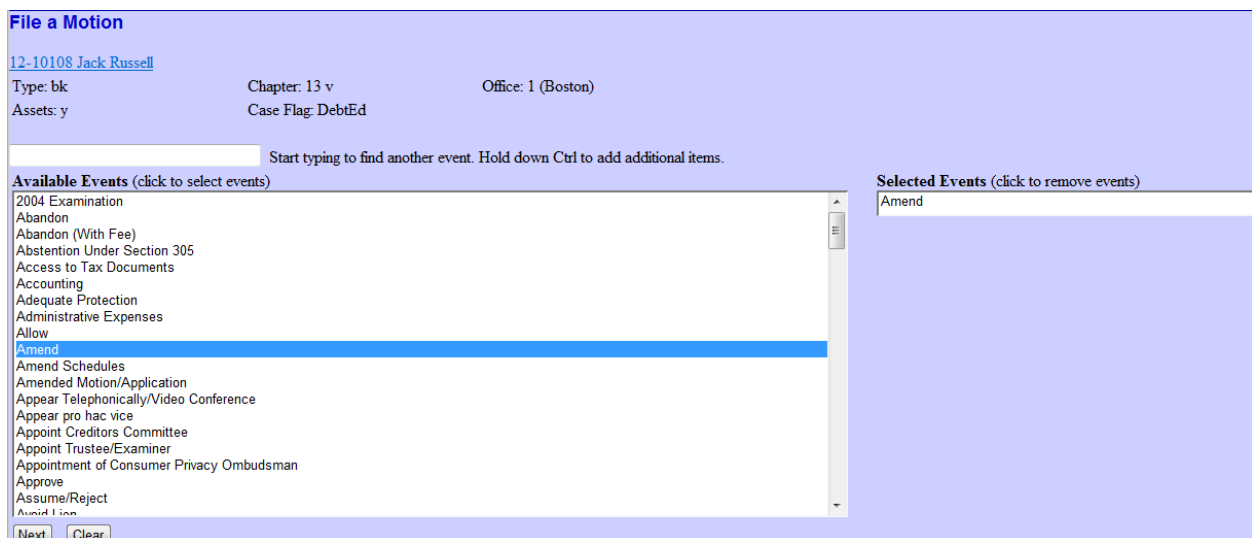 File a Motion
12-10108 Jack Russell
Type: bk Chapter: 13 v Office: 1 (Boston)
Assets: y Case Flag: DebtEd
Start typing to find another event. Hold down Ctrl to add additional items.
Available Events (click to select events) Selected Events (click to remove events)
2004 Examination Amend
Abandon
Abandon (With Fee)
Abstention Under Section 305
Access to Tax Documents
Accounting
Adequate Protection
Administrative Expenses
Allow
Amend
Amend Schedules
Amended Motion/Application
Appear Telephonically/Video Conference
Appear pro hac vice
Appoint Creditors Committee
Appoint Trustee/Examiner
Appointment of Consumer Privacy Ombudsman
Approve
Assume/Reject
Avoid Lien
Next Clear